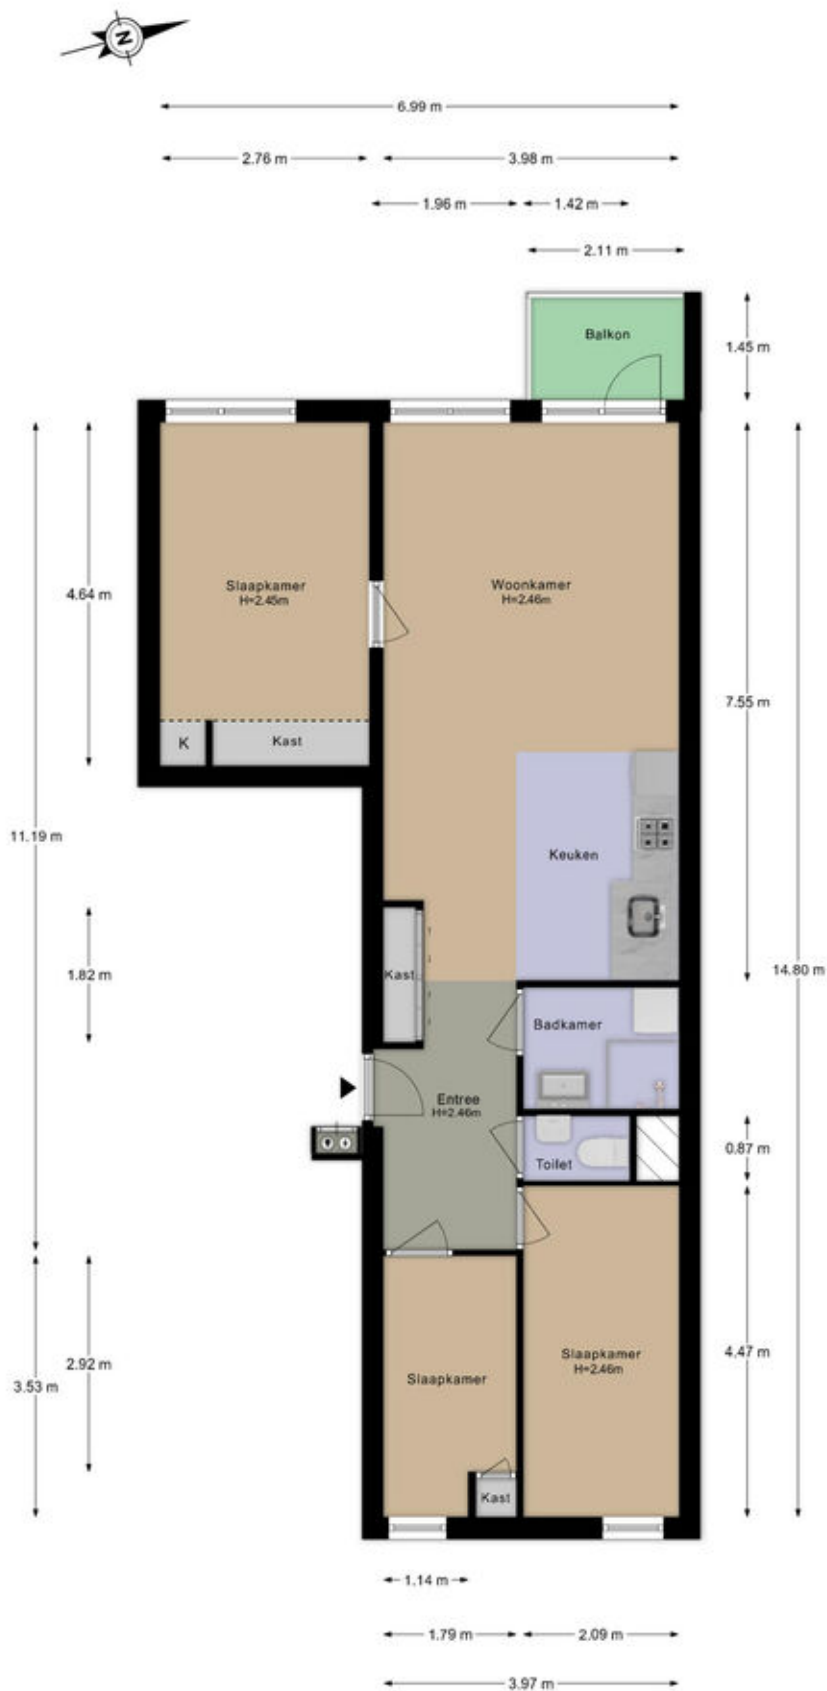 N
6.99 m
2.76 m
3.98 m
1.96 m
1.42 m
2.11 m
Balkon
1.45 m
Slaapkamer
H=2.45m
Woonkamer
H=2.46m
4.64 m
7.55 m
K
Kast
11.19 m
Keuken
1.82 m
Kast
14.80 m
Badkamer
Entree
H=2.46m
Toilet
0.87 m
Slaapkamer
H=2.46m
4.47 m
2.92 m
3.53 m
Slaapkamer
Kast
1.14 m
1.79 m
2.09 m
3.97 m